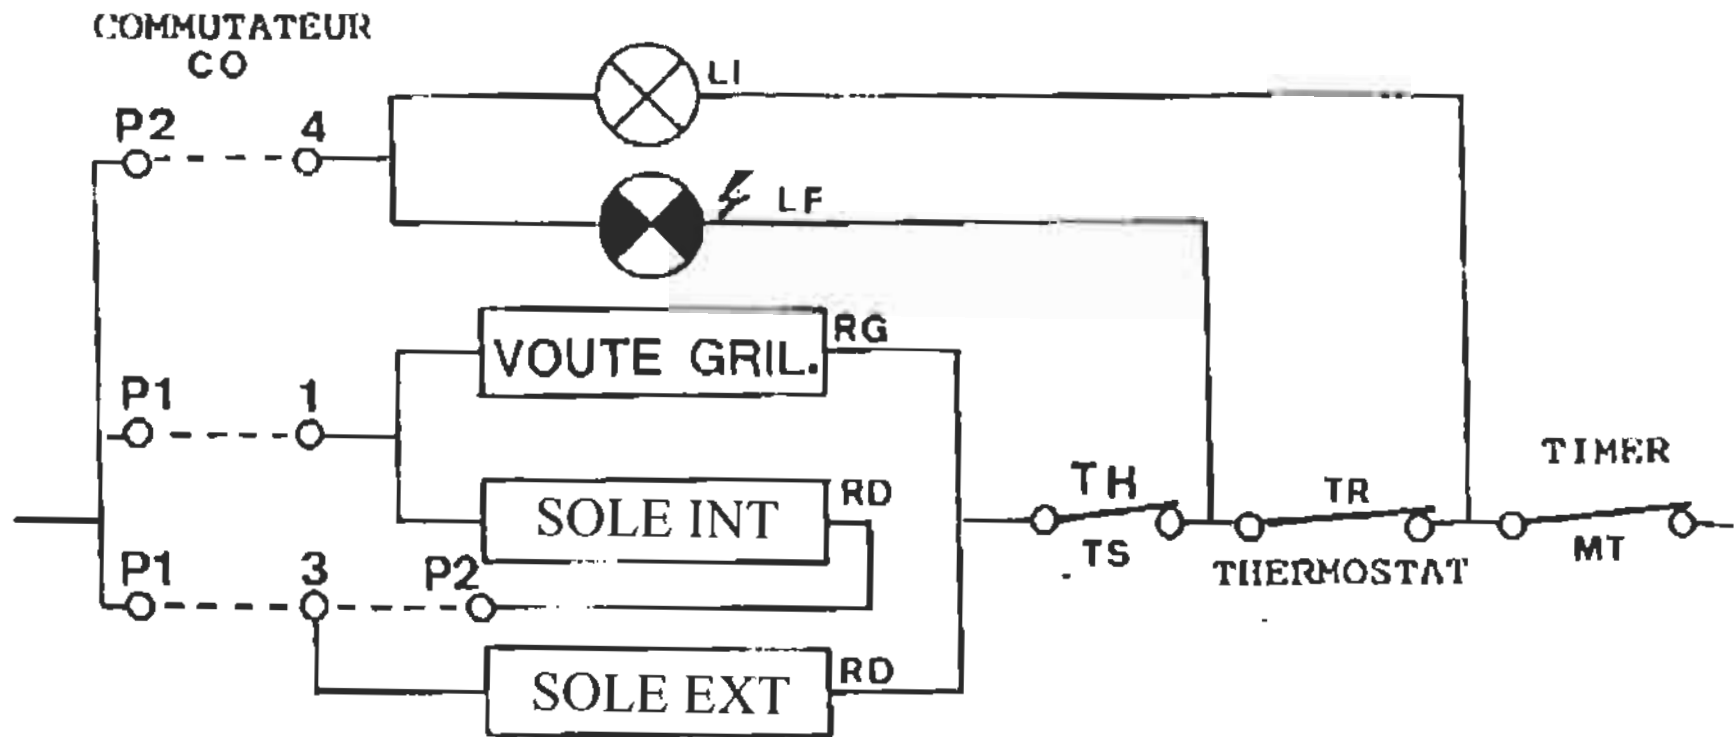 COMMUTATEUR
CO
P2 4
LI
LF
P1 1
VOUTE GRIL. RG
SOLE INT RD
P1 3 P2
SOLE EXT RD
TH
TS
TR
THERMOSTAT
TIMER
MT